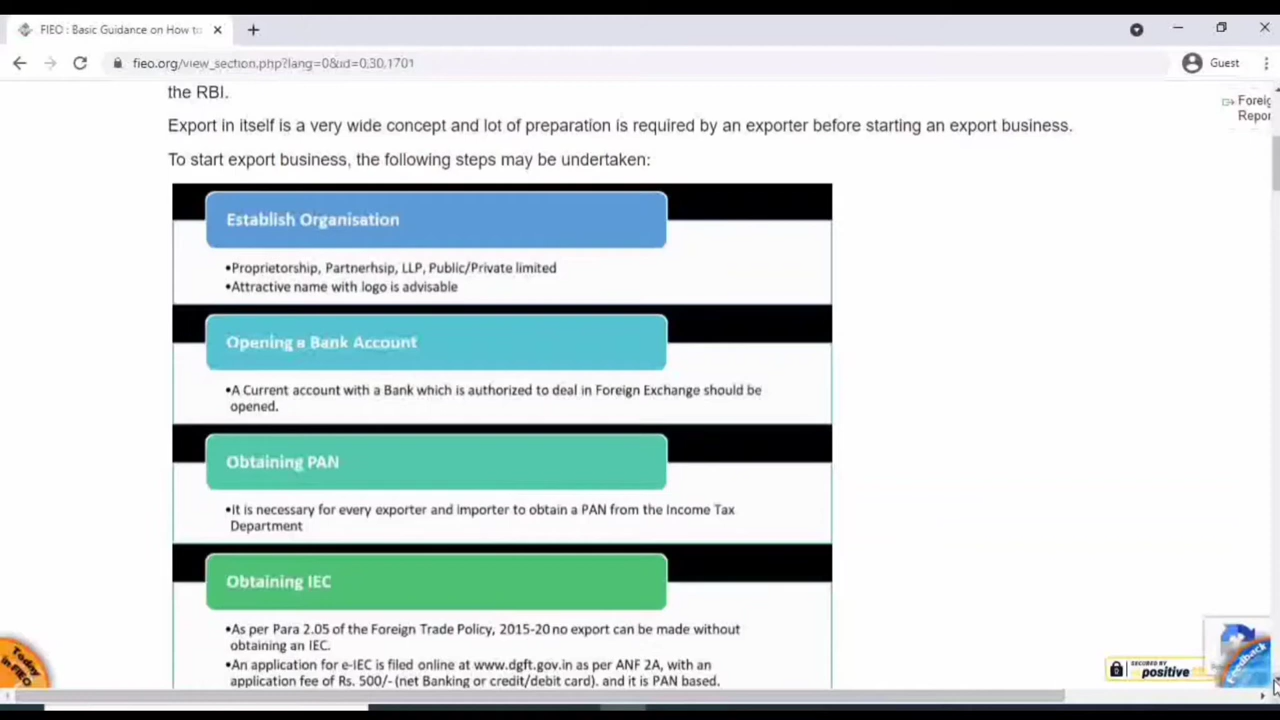 FIEO : Basic Guidance on How to
fieo.org/view_section.php?lang=0&id=0,30,1701
Guest
the RBI.
Foreig
Repor
Export in itself is a very wide concept and lot of preparation is required by an exporter before starting an export business.
To start export business, the following steps may be undertaken:
Establish Organisation
•Proprietorship, Partnerhsip, LLP, Public/Private limited
•Attractive name with logo is advisable
Opening a Bank Account
•A Current account with a Bank which is authorized to deal in Foreign Exchange should be
opened.
Obtaining PAN
•It is necessary for every exporter and importer to obtain a PAN from the Income Tax
Department
Obtaining IEC
•As per Para 2.05 of the Foreign Trade Policy, 2015-20 no export can be made without
obtaining an IEC.
•An application for e-IEC is filed online at www.dgft.gov.in as per ANF 2A, with an
application fee of Rs. 500/- (net Banking or credit/debit card). and it is PAN based.
Today
in FIEO
SECURED BY
positive
Feedback